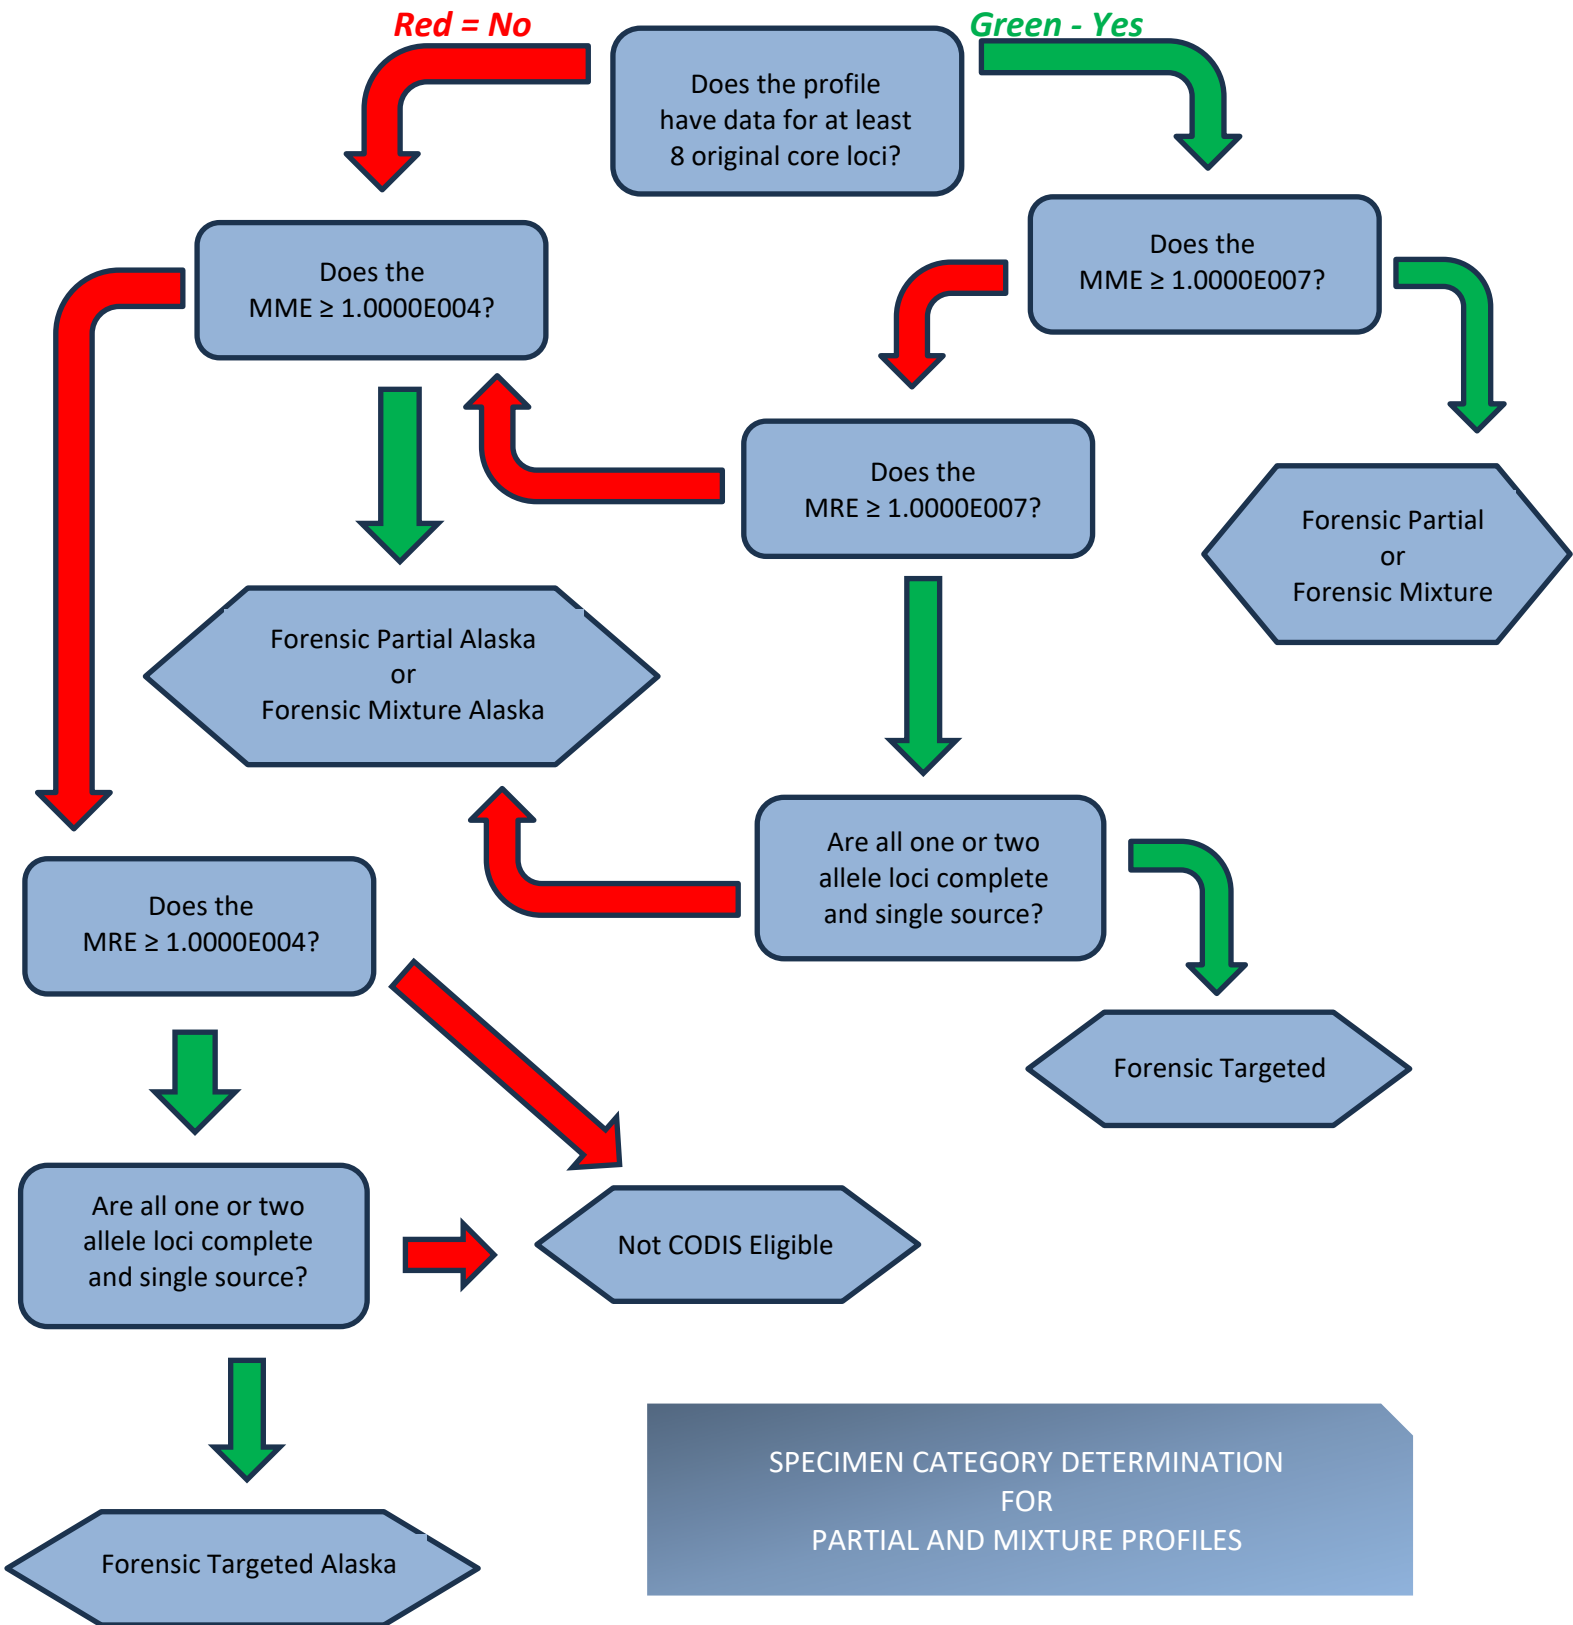 Red = No
Green - Yes
Does the profile
have data for at least
8 original core loci?
Does the
MME ≥ 1.0000E004?
Does the
MME ≥ 1.0000E007?
Does the
MRE ≥ 1.0000E007?
Forensic Partial
or
Forensic Mixture
Forensic Partial Alaska
or
Forensic Mixture Alaska
Are all one or two
allele loci complete
and single source?
Does the
MRE ≥ 1.0000E004?
Forensic Targeted
Are all one or two
allele loci complete
and single source?
Not CODIS Eligible
Forensic Targeted Alaska
SPECIMEN CATEGORY DETERMINATION
FOR
PARTIAL AND MIXTURE PROFILES